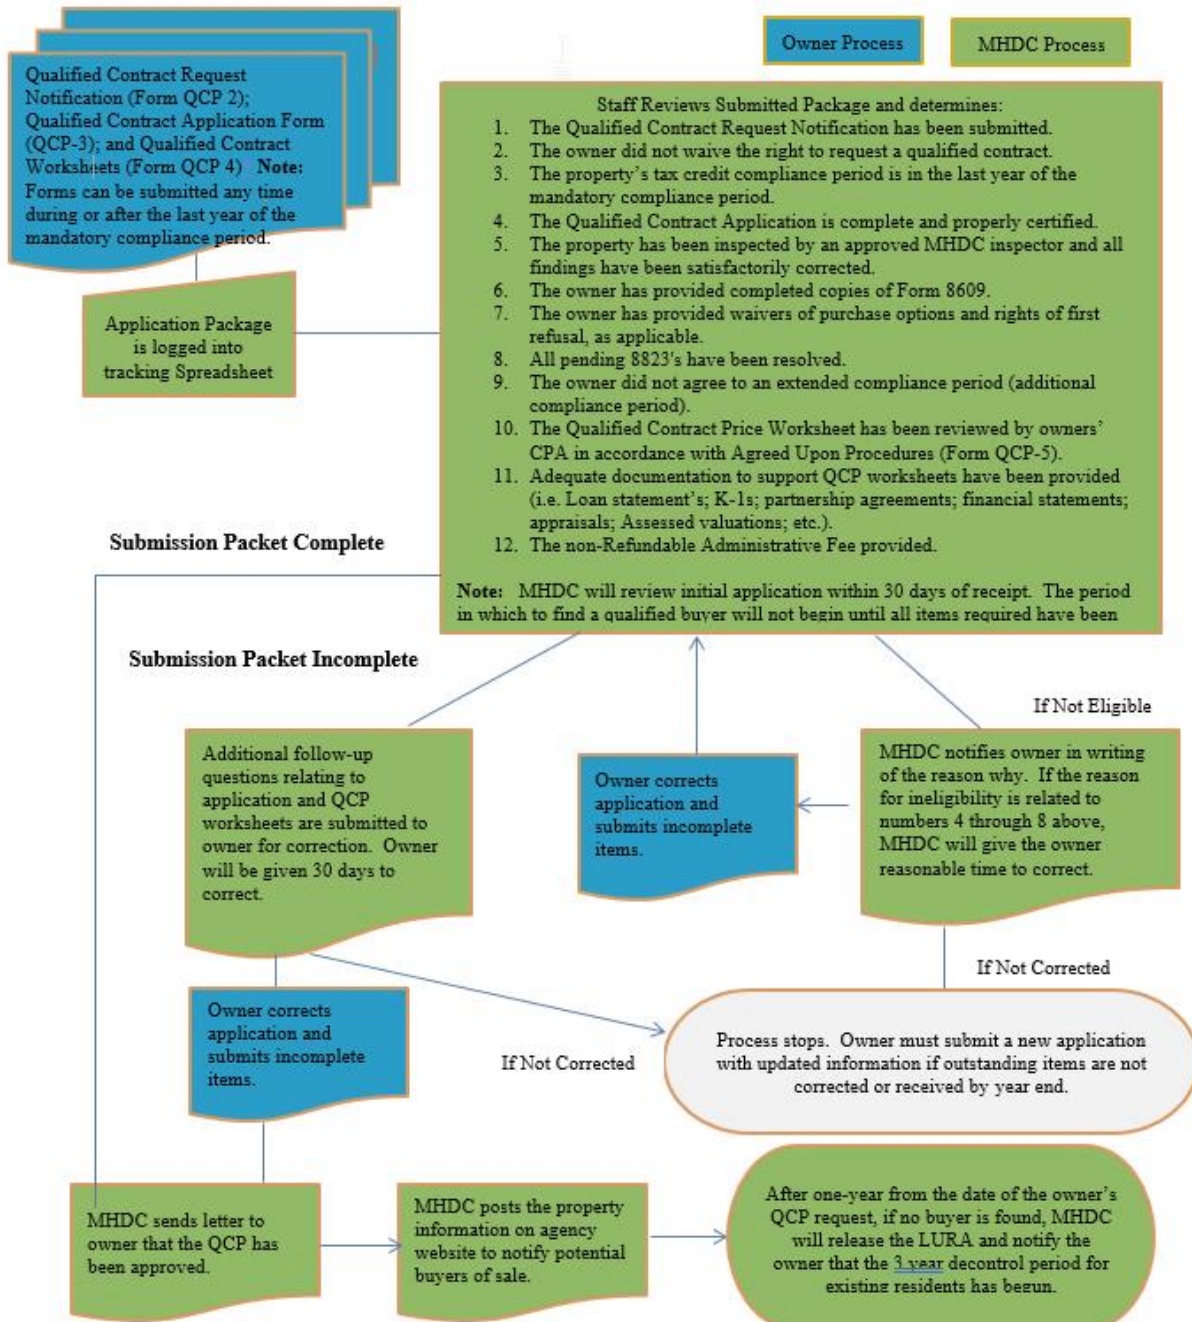 Owner Process
MHDC Process
Qualified Contract Request
Notification (Form QCP 2);
Qualified Contract Application Form
(QCP-3); and Qualified Contract
Worksheets (Form QCP 4) Note:
Forms can be submitted any time
during or after the last year of the
mandatory compliance period.
Application Package
is logged into
tracking Spreadsheet
Staff Reviews Submitted Package and determines:
1. The Qualified Contract Request Notification has been submitted.
2. The owner did not waive the right to request a qualified contract.
3. The property's tax credit compliance period is in the last year of the
mandatory compliance period.
4. The Qualified Contract Application is complete and properly certified.
5. The property has been inspected by an approved MHDC inspector and all
findings have been satisfactorily corrected.
6. The owner has provided completed copies of Form 8609.
7. The owner has provided waivers of purchase options and rights of first
refusal, as applicable.
8. All pending 8823's have been resolved.
9. The owner did not agree to an extended compliance period (additional
compliance period).
10. The Qualified Contract Price Worksheet has been reviewed by owners'
CPA in accordance with Agreed Upon Procedures (Form QCP-5).
11. Adequate documentation to support QCP worksheets have been provided
(i.e. Loan statement's; K-1s; partnership agreements; financial statements;
appraisals; Assessed valuations; etc.).
12. The non-Refundable Administrative Fee provided.
Note: MHDC will review initial application within 30 days of receipt. The period
in which to find a qualified buyer will not begin until all items required have been
Submission Packet Complete
Submission Packet Incomplete
If Not Eligible
Additional follow-up
questions relating to
application and QCP
worksheets are submitted to
owner for correction. Owner
will be given 30 days to
correct.
Owner corrects
application and
submits incomplete
items.
MHDC notifies owner in writing
of the reason why. If the reason
for ineligibility is related to
numbers 4 through 8 above,
MHDC will give the owner
reasonable time to correct.
If Not Corrected
Owner corrects
application and
submits incomplete
items.
If Not Corrected
Process stops. Owner must submit a new application
with updated information if outstanding items are not
corrected or received by year end.
MHDC sends letter to
owner that the QCP has
been approved.
MHDC posts the property
information on agency
website to notify potential
buyers of sale.
After one-year from the date of the owner's
QCP request, if no buyer is found, MHDC
will release the LURA and notify the
owner that the 3 year decontrol period for
existing residents has begun.